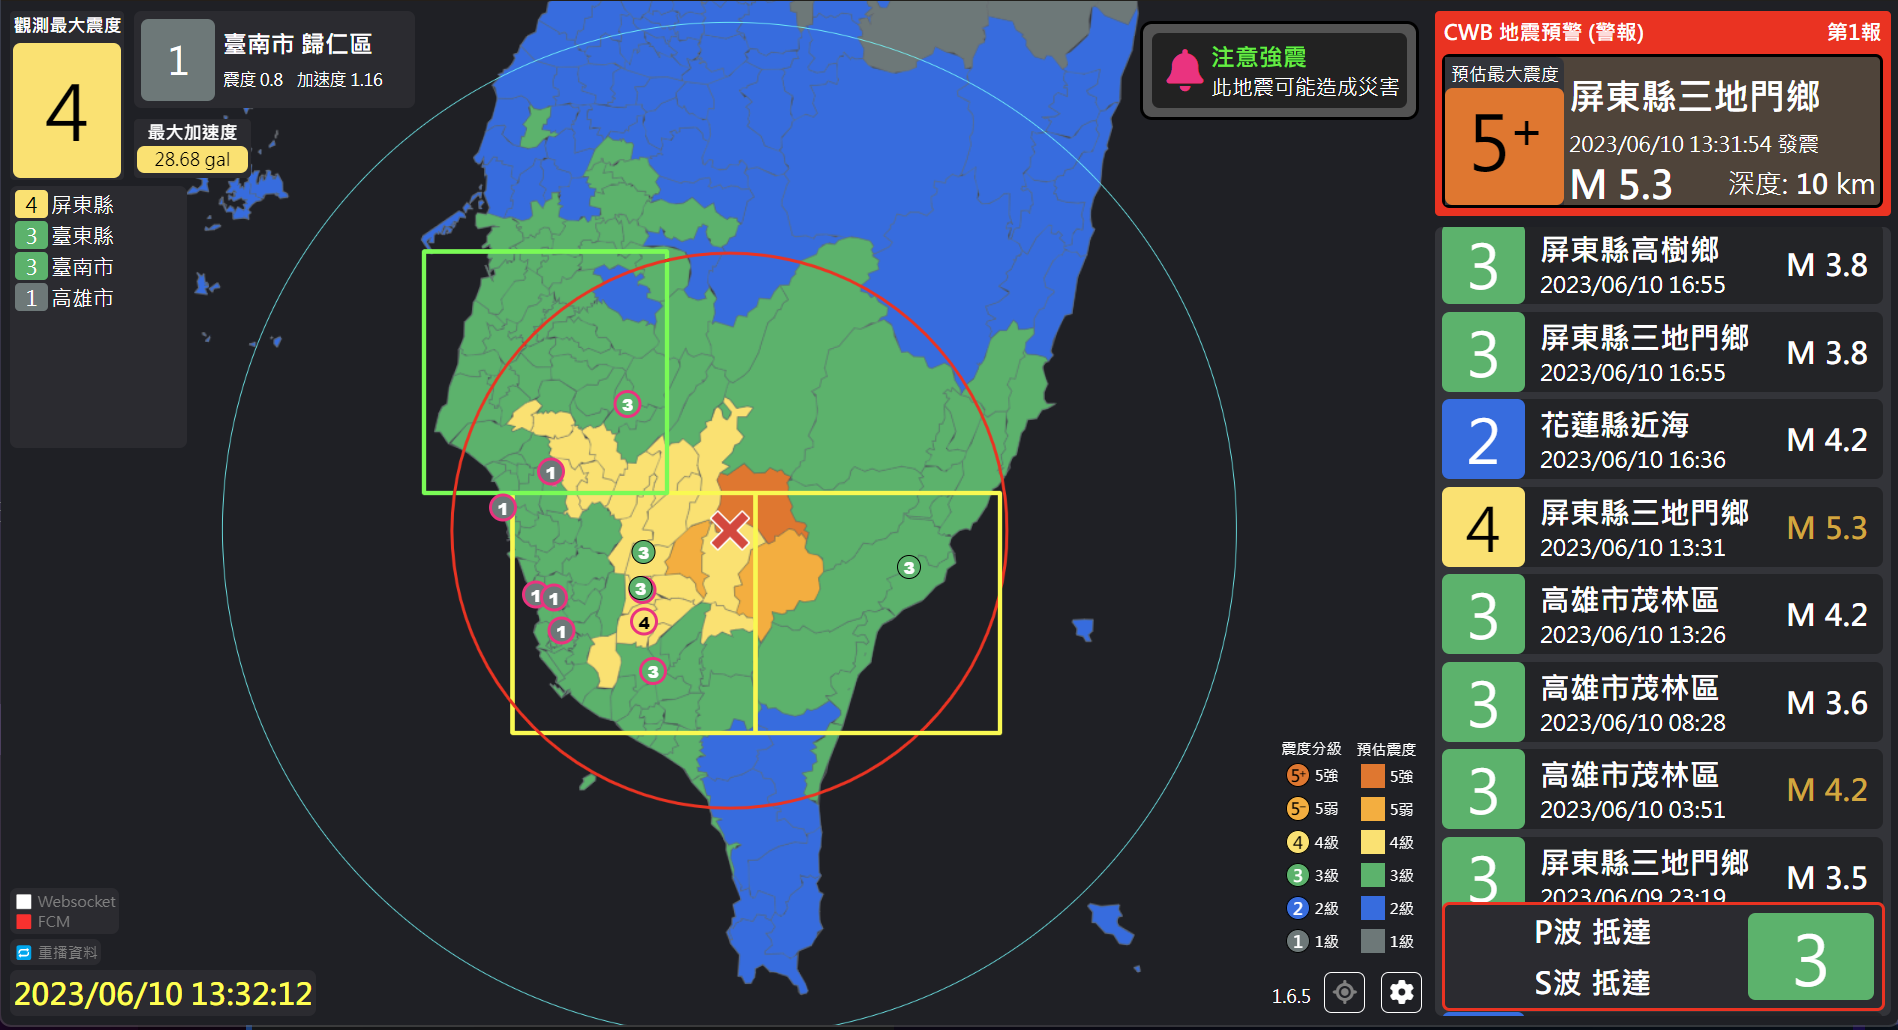 觀測最大震度
4
1
臺南市 歸仁區
震度 0.8 加速度 1.16
最大加速度
28.68 gal
4 屏東縣
3 臺東縣
3 臺南市
1 高雄市
注意強震
此地震可能造成災害
3
1
1
3
3
3
1 1
4
1
3
震度分級 預估震度
5+ 5強 5強
5- 5弱 5弱
4 4級 4級
3 3級 3級
2 2級 2級
1 1級 1級
1.6.5
Websocket
FCM
重播資料
2023/06/10 13:32:12
CWB 地震預警 (警報) 第1報
預估最大震度
5+
屏東縣三地門鄉
2023/06/10 13:31:54 發震
M 5.3 深度: 10 km
3
屏東縣高樹鄉
2023/06/10 16:55
M 3.8
3
屏東縣三地門鄉
2023/06/10 16:55
M 3.8
2
花蓮縣近海
2023/06/10 16:36
M 4.2
4
屏東縣三地門鄉
2023/06/10 13:31
M 5.3
3
高雄市茂林區
2023/06/10 13:26
M 4.2
3
高雄市茂林區
2023/06/10 08:28
M 3.6
3
高雄市茂林區
2023/06/10 03:51
M 4.2
3
屏東縣三地門鄉
2023/06/09 23:19
M 3.5
P波 抵達
S波 抵達
3